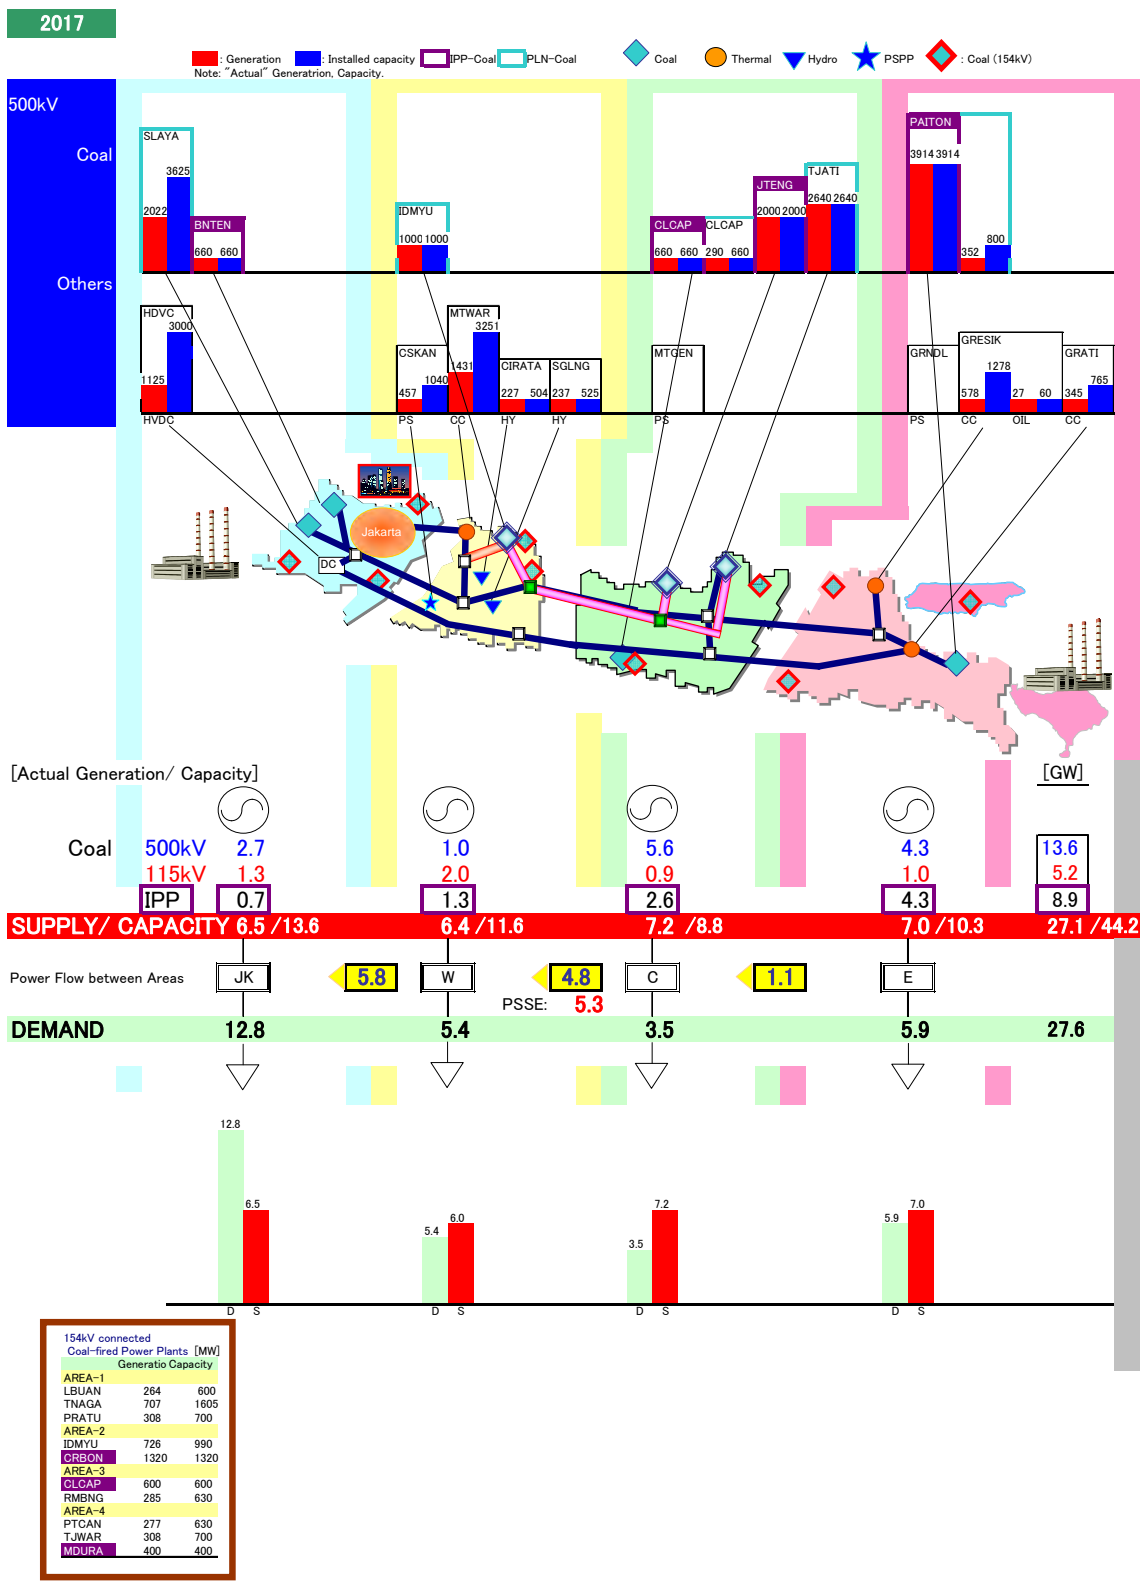 2017
: Generation : Installed capacity IPP-Coal PLN-Coal Coal Thermal Hydro PSPP : Coal (154kV)
Note: "Actual" Generatrion, Capacity.
500kV
Coal
Others
SLAYA
2022 3625
BNTEN
660 660
IDMYU
1000 1000
CLCAP
660 660
CLCAP
290 660
JTENG
2000 2000
TJATI
2640 2640
PAITON
3914 3914
352 800
HDVC
1125 3000
HVDC
CSKAN
457 1040
PS
MTWAR
1431 3251
CC
CIRATA
227 504
HY
SGLNG
237 525
HY
MTGEN
PS
GRNDL
PS
GRESIK
578 1278
CC
27 60
OIL
GRATI
345 765
CC
Jakarta
DC
[Actual Generation/ Capacity] [GW]
Coal 500kV 2.7 1.0 5.6 4.3 13.6
115kV 1.3 2.0 0.9 1.0 5.2
IPP 0.7 1.3 2.6 4.3 8.9
SUPPLY/ CAPACITY 6.5 /13.6 6.4 /11.6 7.2 /8.8 7.0 /10.3 27.1 /44.2
Power Flow between Areas JK 5.8 W 4.8 C 1.1 E
PSSE: 5.3
DEMAND 12.8 5.4 3.5 5.9 27.6
12.8 6.5
D S
5.4 6.0
D S
3.5 7.2
D S
5.9 7.0
D S
154kV connected
Coal-fired Power Plants [MW]
Generatio Capacity
AREA-1
LBUAN 264 600
TNAGA 707 1605
PRATU 308 700
AREA-2
IDMYU 726 990
CRBON 1320 1320
AREA-3
CLCAP 600 600
RMBNG 285 630
AREA-4
PTCAN 277 630
TJWAR 308 700
MDURA 400 400